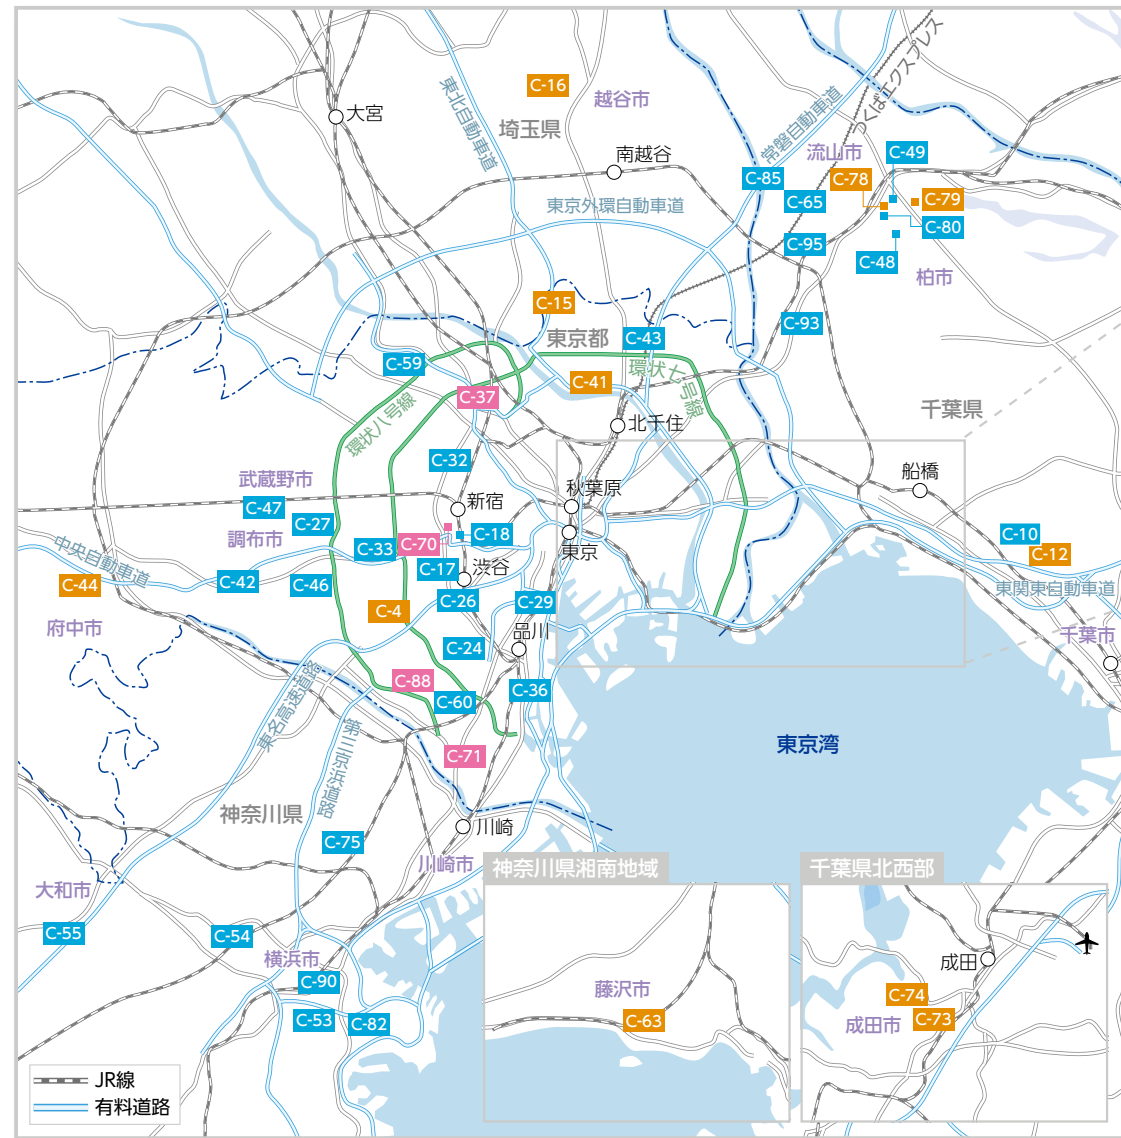 C-16
越谷市
大宮
東北自動車道
埼玉県
南越谷
つくばエクスプレス
常磐自動車道
流山市
C-49
C-85
C-78
C-65
C-79
C-80
東京外環自動車道
C-95
C-48
柏市
C-15
東京都
C-43
C-93
C-59
環状七号線
C-41
C-37
環状八号線
千葉県
北千住
C-32
船橋
武蔵野市
C-47
新宿
秋葉原
C-27
調布市
C-70
C-18
C-10
C-12
中央自動車道
C-33
東京
C-44
C-42
C-46
C-17
渋谷
東関東自動車道
C-26
C-29
C-4
府中市
品川
千葉市
C-24
C-88
C-36
C-60
東名高速道路
第三京浜道路
C-71
東京湾
神奈川県
川崎
C-75
川崎市
神奈川県湘南地域
千葉県北西部
大和市
C-55
C-54
横浜市
成田
C-90
藤沢市
C-74
C-53
C-82
C-63
成田市
C-73
JR線
有料道路